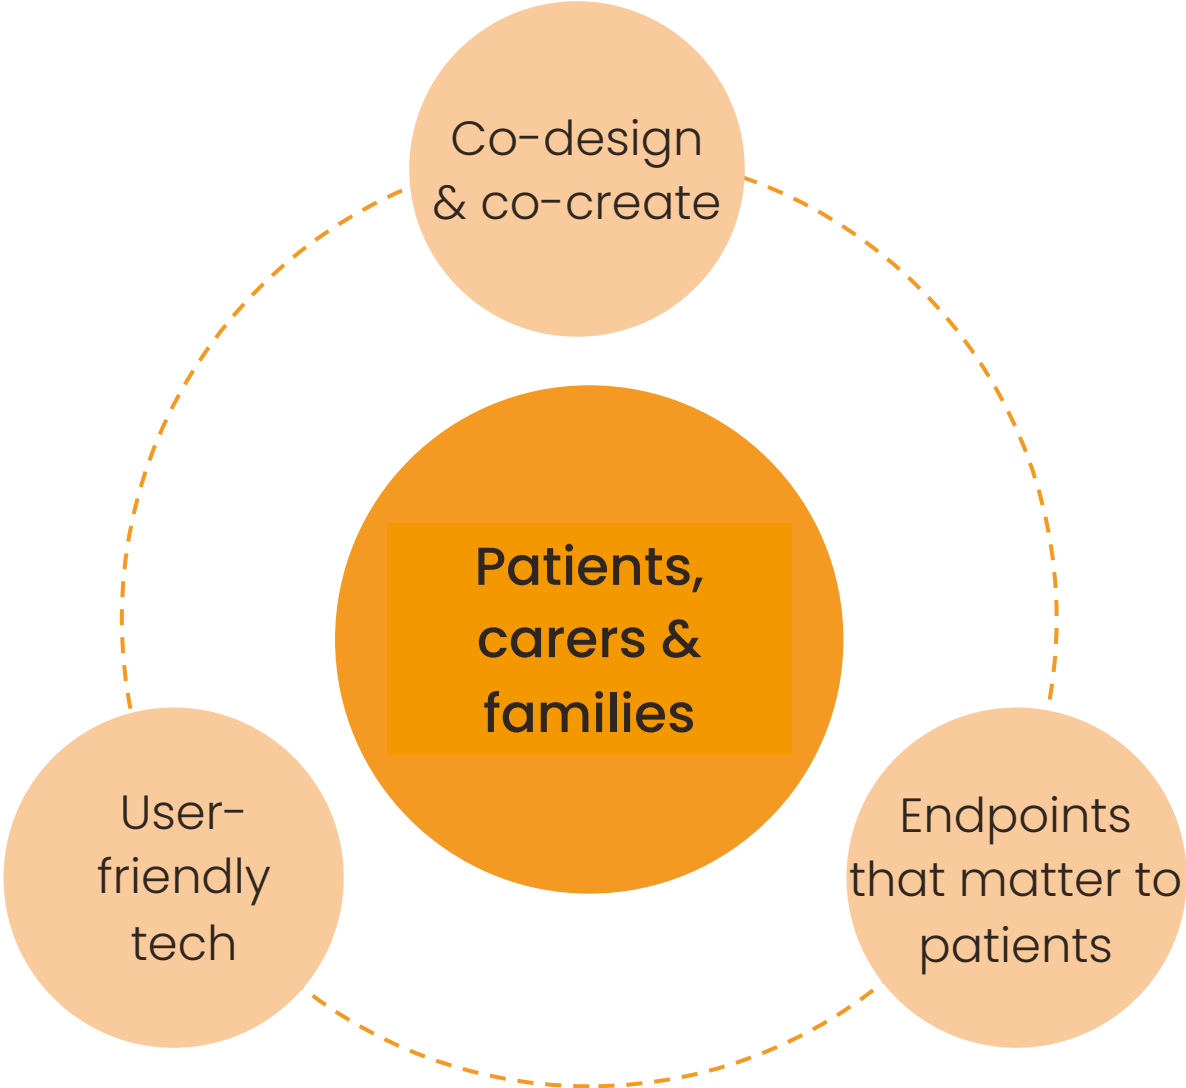 Co-design
& co-create
Patients,
carers &
families
User-
friendly
tech
Endpoints
that matter to
patients